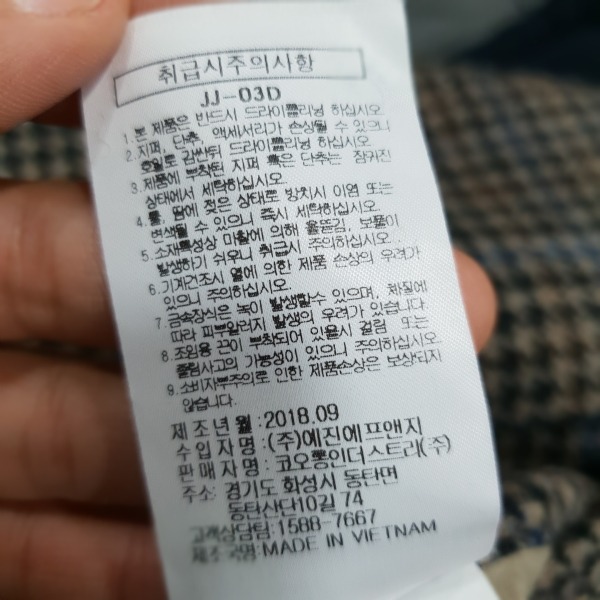 취급시주의사항
JJ-03D
1. 본 제품은 반드시 드라이클리닝 하십시오
2. 지퍼, 단추, 액세서리가 손상될 수 있으니
호일로 감싼뒤 드라이클리닝 하십시오
3. 제품에 부착된 지퍼 혹은 단추는 잠귀진
상태에서 세탁하십시오
4. 물, 땀에 젖은 상태로 방치시 이염 또는
변색될 수 있으니 즉시 세탁하십시오
5. 소재특성상 마찰에 의해 올뜯김, 보풀이
발생하기 쉬우니 취급시 주의하십시오
6. 기계건조시 열에 의한 제품 손상의 우려가
있으니 주의하십시오
7. 금속장식은 녹이 발생할수 있으며, 체질에
따라 피부알러지 발생의 우려가 있습니다.
8. 조임용 끈이 부착되어 있을시 걸림 또는
졸림사고의 가능성이 있으니 주의하십시오
9. 소비자부주의로 인한 제품손상은 보상되지
않습니다.
제조년월:2018.09
수입자명:(주)예진에프앤지
판매자명:코오롱인더스트리(주)
주소: 경기도 화성시 동탄면
동탄산단10길 74
고객상담팀:1588-7667
제조국명:MADE IN VIETNAM